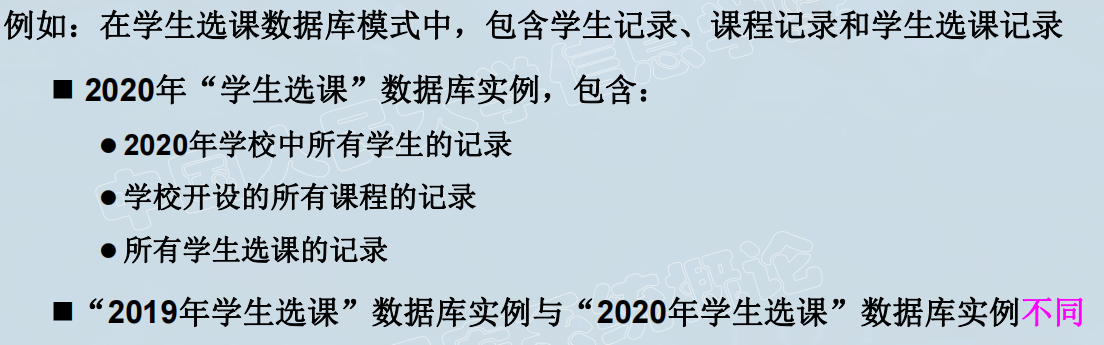 例如：在学生选课数据库模式中，包含学生记录、课程记录和学生选课记录
■ 2020年“学生选课”数据库实例，包含：
● 2020年学校中所有学生的记录
● 学校开设的所有课程的记录
● 所有学生选课的记录
■ “2019年学生选课”数据库实例与“2020年学生选课”数据库实例不同